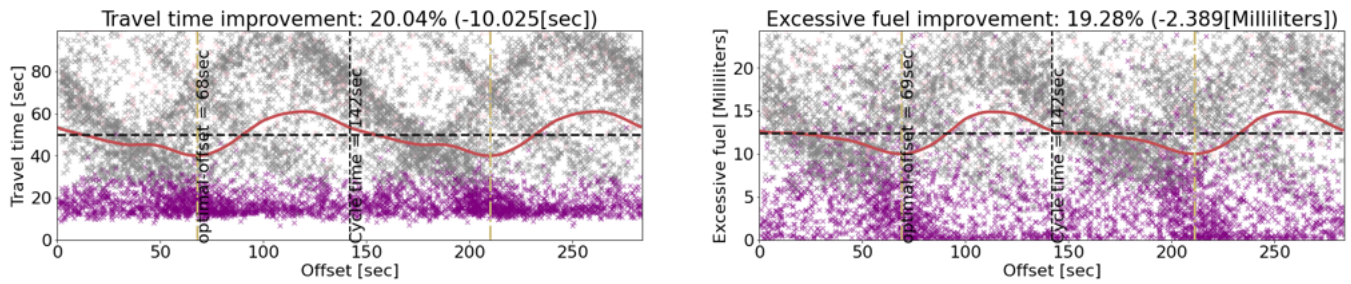 Travel time improvement: 20.04% (-10.025[sec])
Travel time [sec]
80
60
40
20
0
optimal-offset = 68sec
Cycle time = 142sec
0 50 100 150 200 250
Offset [sec]
Excessive fuel improvement: 19.28% (-2.389[Milliliters])
Excessive fuel [Milliliters]
20
15
10
5
0
optimal-offset = 69sec
Cycle time = 142sec
0 50 100 150 200 250
Offset [sec]